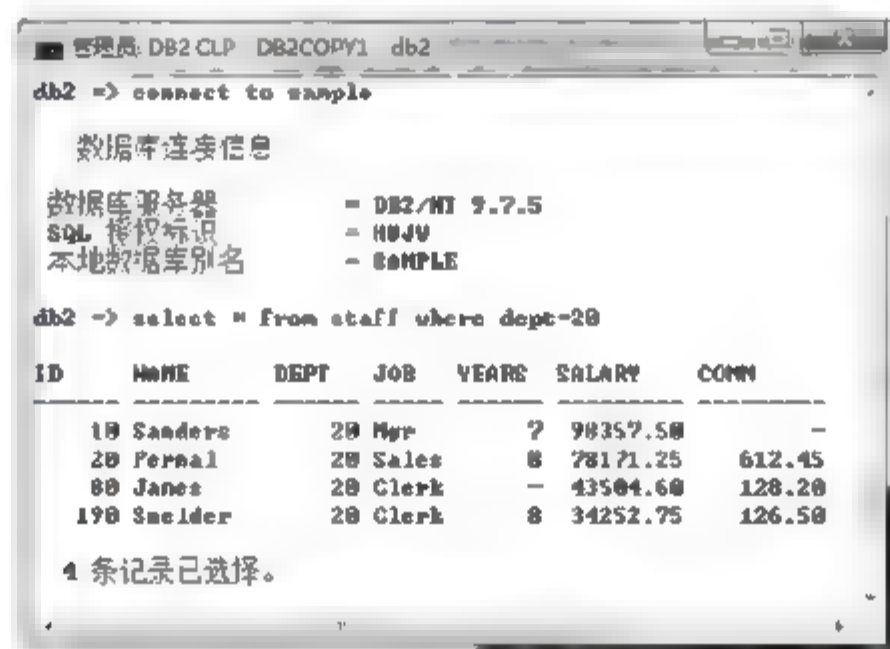 管理员: DB2 CLP DB2COPY1 db2
db2 => connect to sample
数据库连接信息
数据库服务器 = DB2/NT 9.7.5
SQL 授权标识 =
本地数据库别名 = SAMPLE
db2 => select * from staff where dept=20
ID NAME DEPT JOB YEARS SALARY COMM
10 Sanders 20 Mgr 7 98357.50 -
20 Pernal 20 Sales 8 78171.25 612.45
80 James 20 Clerk - 43504.60 128.20
190 Sneider 20 Clerk 8 34252.75 126.50
4 条记录已选择。